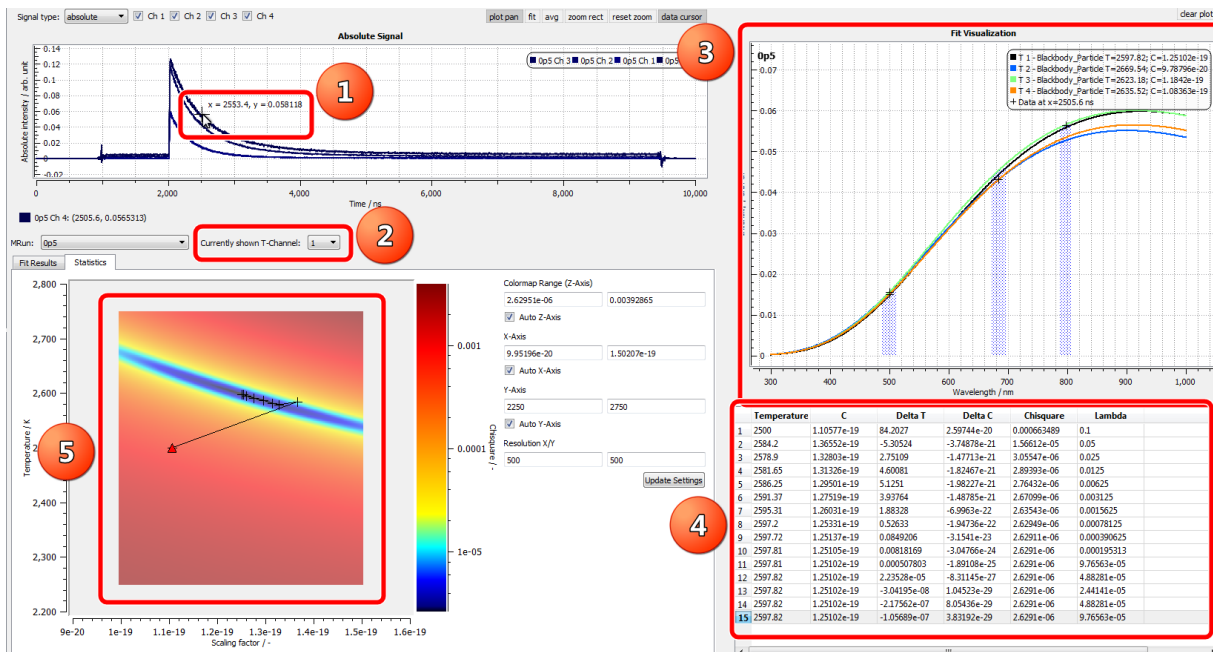 Signal type: absolute Ch 1 Ch 2 Ch 3 Ch 4 plot pan fit avg zoom rect reset zoom data cursor clear plot
Absolute Signal
0.14
0.12
0.1
0.08
0.06
0.04
0.02
0
-0.02
Absolute intensity / arb. unit
0p5 Ch 3 0p5 Ch 2 0p5 Ch 1 0p5
x = 2553.4, y = 0.058118
1
0 2,000 4,000 6,000 8,000 10,000
Time / ns
0p5 Ch 4: (2505.6, 0.0565313)
MRun: 0p5 Currently shown T-Channel: 1
2
Fit Results Statistics
2,800
2,700
2,600
2,500
2,400
2,300
2,200
Temperature / K
5
9e-20 1e-19 1.1e-19 1.2e-19 1.3e-19 1.4e-19 1.5e-19 1.6e-19
Scaling factor / -
0.001
0.0001
1e-05
Chisquare / -
Colormap Range (Z-Axis)
2.62951e-06 0.00392865
Auto Z-Axis
X-Axis
9.95196e-20 1.50207e-19
Auto X-Axis
Y-Axis
2250 2750
Auto Y-Axis
Resolution X/Y
500 500
Update Settings
3
Fit Visualization
0p5
T 1 - Blackbody_Particle T=2597.82; C=1.25102e-19
T 2 - Blackbody_Particle T=2669.54; C=9.78796e-20
T 3 - Blackbody_Particle T=2623.18; C=1.1842e-19
T 4 - Blackbody_Particle T=2635.52; C=1.08363e-19
Data at x=2505.6 ns
0.07
0.06
0.05
0.04
0.03
0.02
0.01
0
300 400 500 600 700 800 900 1,000
Wavelength / nm
4
Temperature C Delta T Delta C Chisquare Lambda
1 2500 1.10577e-19 84.2027 2.59744e-20 0.000663489 0.1
2 2584.2 1.36552e-19 -5.30524 -3.74878e-21 1.56612e-05 0.05
3 2578.9 1.32803e-19 2.75109 -1.47713e-21 3.05547e-06 0.025
4 2581.65 1.31326e-19 4.60081 -1.82467e-21 2.89393e-06 0.0125
5 2586.25 1.29501e-19 5.1251 -1.98227e-21 2.76432e-06 0.00625
6 2591.37 1.27519e-19 3.93764 -1.48785e-21 2.67099e-06 0.003125
7 2595.31 1.26031e-19 1.88328 -6.9963e-22 2.63543e-06 0.0015625
8 2597.2 1.25331e-19 0.52633 -1.94736e-22 2.62949e-06 0.00078125
9 2597.72 1.25137e-19 0.0849206 -3.1541e-23 2.62911e-06 0.000390625
10 2597.81 1.25105e-19 0.00818169 -3.04766e-24 2.6291e-06 0.000195313
11 2597.81 1.25102e-19 0.000507803 -1.89108e-25 2.6291e-06 9.76563e-05
12 2597.82 1.25102e-19 2.23528e-05 -8.31145e-27 2.6291e-06 4.88281e-05
13 2597.82 1.25102e-19 -3.04195e-08 1.04523e-29 2.6291e-06 2.44141e-05
14 2597.82 1.25102e-19 -2.17562e-07 8.05436e-29 2.6291e-06 4.88281e-05
15 2597.82 1.25102e-19 -1.05689e-07 3.83192e-29 2.6291e-06 9.76563e-05